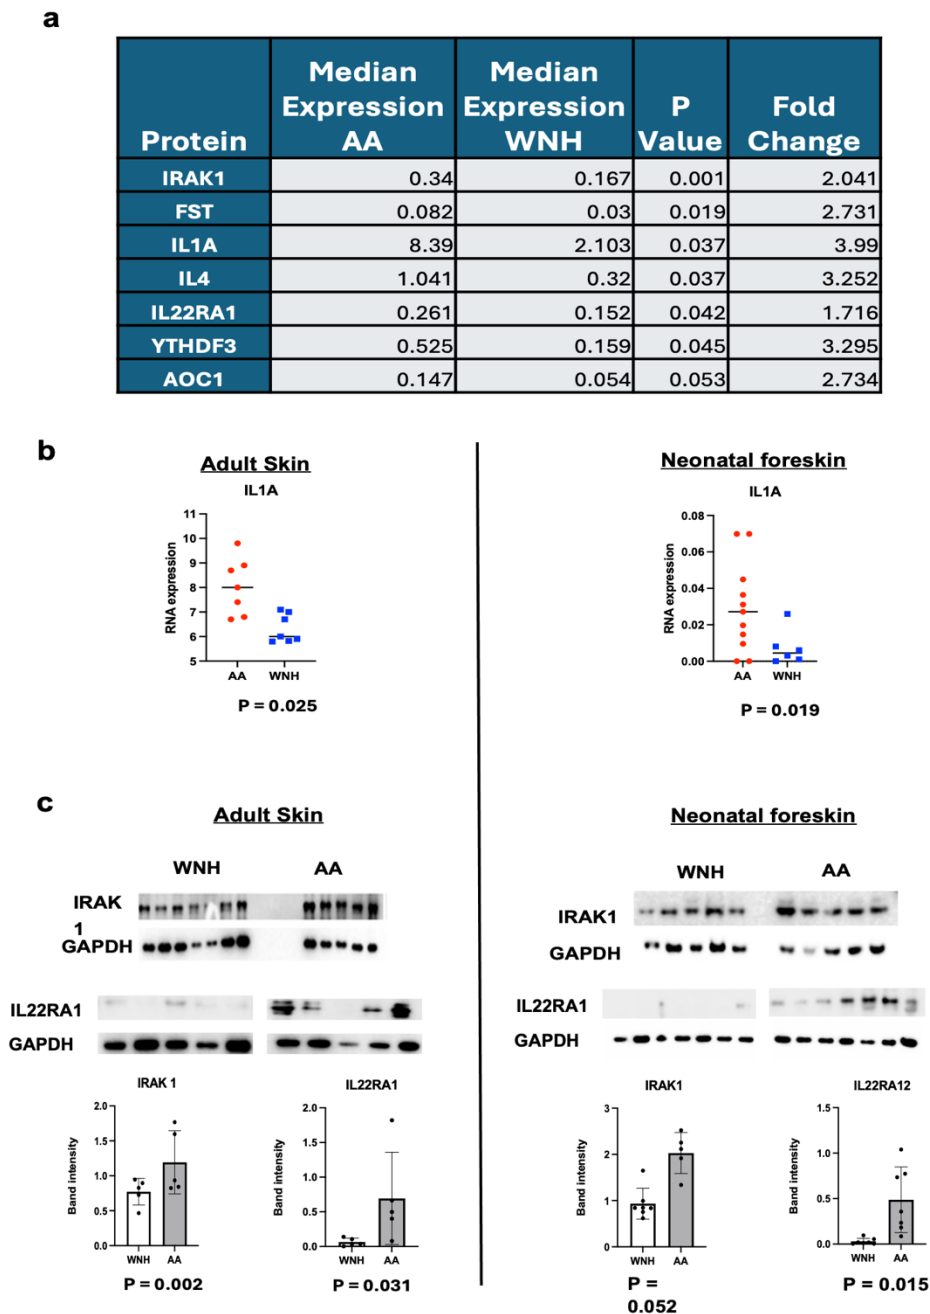 a
Protein Median Expression AA Median Expression WNH P Value Fold Change
IRAK1 0.34 0.167 0.001 2.041
FST 0.082 0.03 0.019 2.731
IL1A 8.39 2.103 0.037 3.99
IL4 1.041 0.32 0.037 3.252
IL22RA1 0.261 0.152 0.042 1.716
YTHDF3 0.525 0.159 0.045 3.295
AOC1 0.147 0.054 0.053 2.734
b
Adult Skin
IL1A
RNA expression
11
10
9
8
7
6
5
AA WNH
P = 0.025
Neonatal foreskin
IL1A
RNA expression
0.08
0.06
0.04
0.02
0.00
AA WNH
P = 0.019
c
Adult Skin
WNH AA
IRAK
1
GAPDH
IL22RA1
GAPDH
IRAK 1
Band intensity
2.0
1.5
1.0
0.5
0.0
WNH AA
P = 0.002
IL22RA1
Band intensity
2.0
1.5
1.0
0.5
0.0
WNH AA
P = 0.031
Neonatal foreskin
WNH AA
IRAK1
GAPDH
IL22RA1
GAPDH
IRAK1
Band intensity
3
2
1
0
WNH AA
P =
0.052
IL22RA12
Band intensity
1.5
1.0
0.5
0.0
WNH AA
P = 0.015